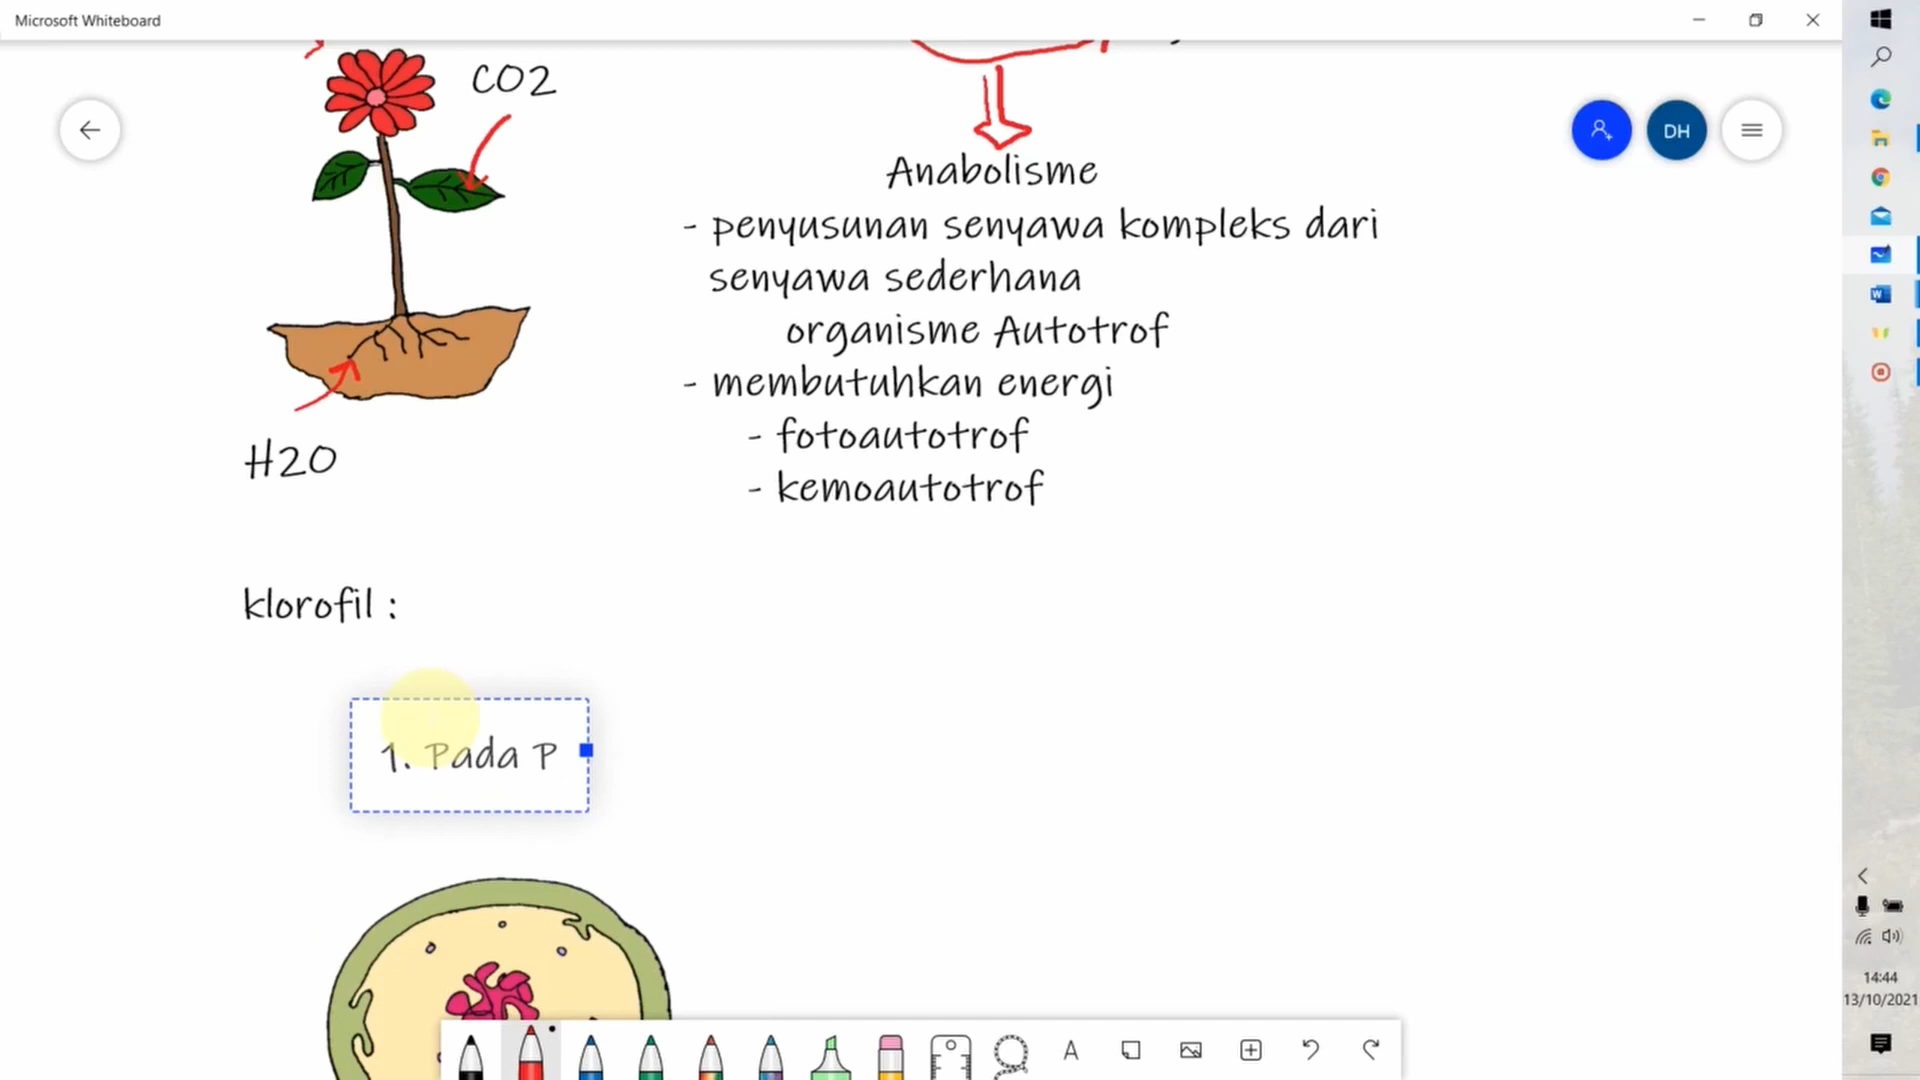 Microsoft Whiteboard
CO2
DH
Anabolisme
- penyusunan senyawa kompleks dari
senyawa sederhana
organisme Autotrof
- membutuhkan energi
- fotoautotrof
- kemoautotrof
H2O
klorofil :
1. Pada P
A
14:44
13/10/2021